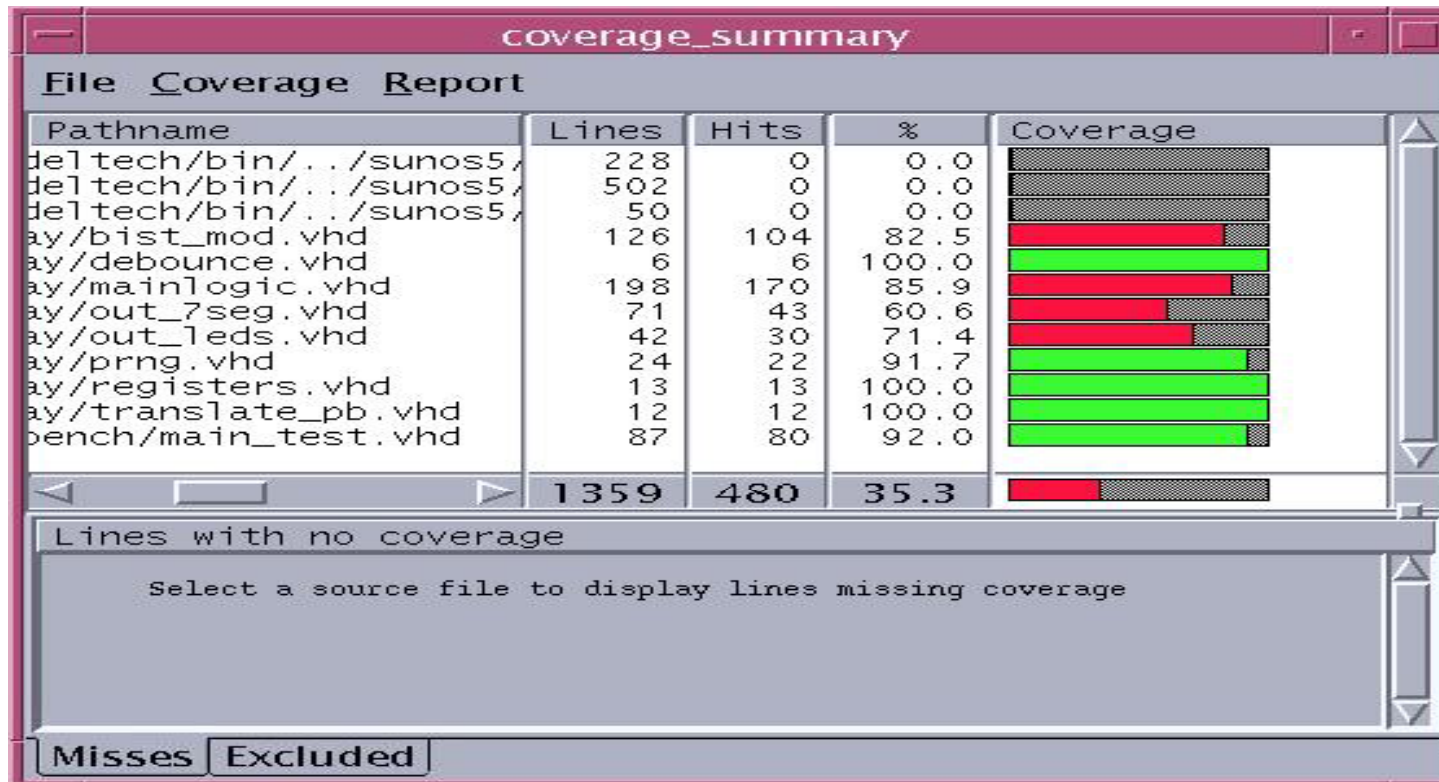 coverage_summary
File Coverage Report
Pathname Lines Hits % Coverage
deltech/bin/../sunos5/ 228 0 0.0
deltech/bin/../sunos5/ 502 0 0.0
deltech/bin/../sunos5/ 50 0 0.0
ay/bist_mod.vhd 126 104 82.5
ay/debounce.vhd 6 6 100.0
ay/mainlogic.vhd 198 170 85.9
ay/out_7seg.vhd 71 43 60.6
ay/out_leds.vhd 42 30 71.4
ay/prng.vhd 24 22 91.7
ay/registers.vhd 13 13 100.0
ay/translate_pb.vhd 12 12 100.0
bench/main_test.vhd 87 80 92.0
1359 480 35.3
Lines with no coverage
Select a source file to display lines missing coverage
Misses Excluded